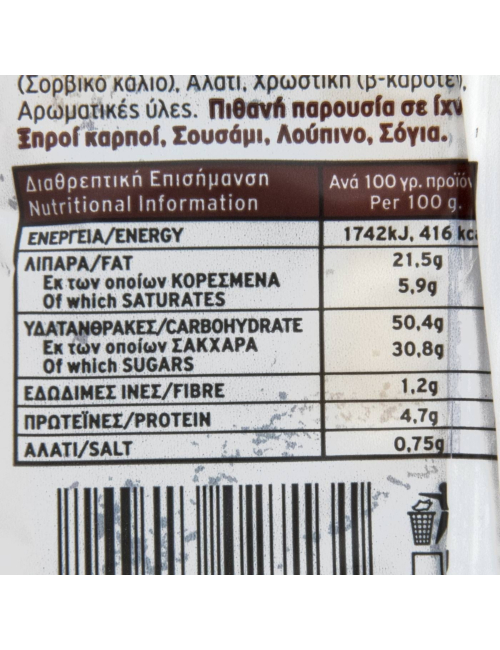 (Σορβικό κάλιο), Αλάτι, Χρωστική (β-καροτέ),
Αρωματικές ύλες. Πιθανή παρουσία σε ίχν
Ξηροί καρποί, Σουσάμι, Λούπινο, Σόγια.
Διαθρεπτική Επισήμανση Ανά 100 γρ. προϊόν
Nutritional Information Per 100 g.
ΕΝΕΡΓΕΙΑ/ENERGY 1742kJ, 416 kc
ΛΙΠΑΡΑ/FAT 21,5g
Εκ των οποίων ΚΟΡΕΣΜΕΝΑ 5,9g
Of which SATURATES
ΥΔΑΤΑΝΘΡΑΚΕΣ/CARBOHYDRATE 50,4g
Εκ των οποίων ΣΑΚΧΑΡΑ 30,8g
Of which SUGARS
ΕΔΩΔΙΜΕΣ ΙΝΕΣ/FIBRE 1,2g
ΠΡΩΤΕΪΝΕΣ/PROTEIN 4,7g
ΑΛΑΤΙ/SALT 0,75g